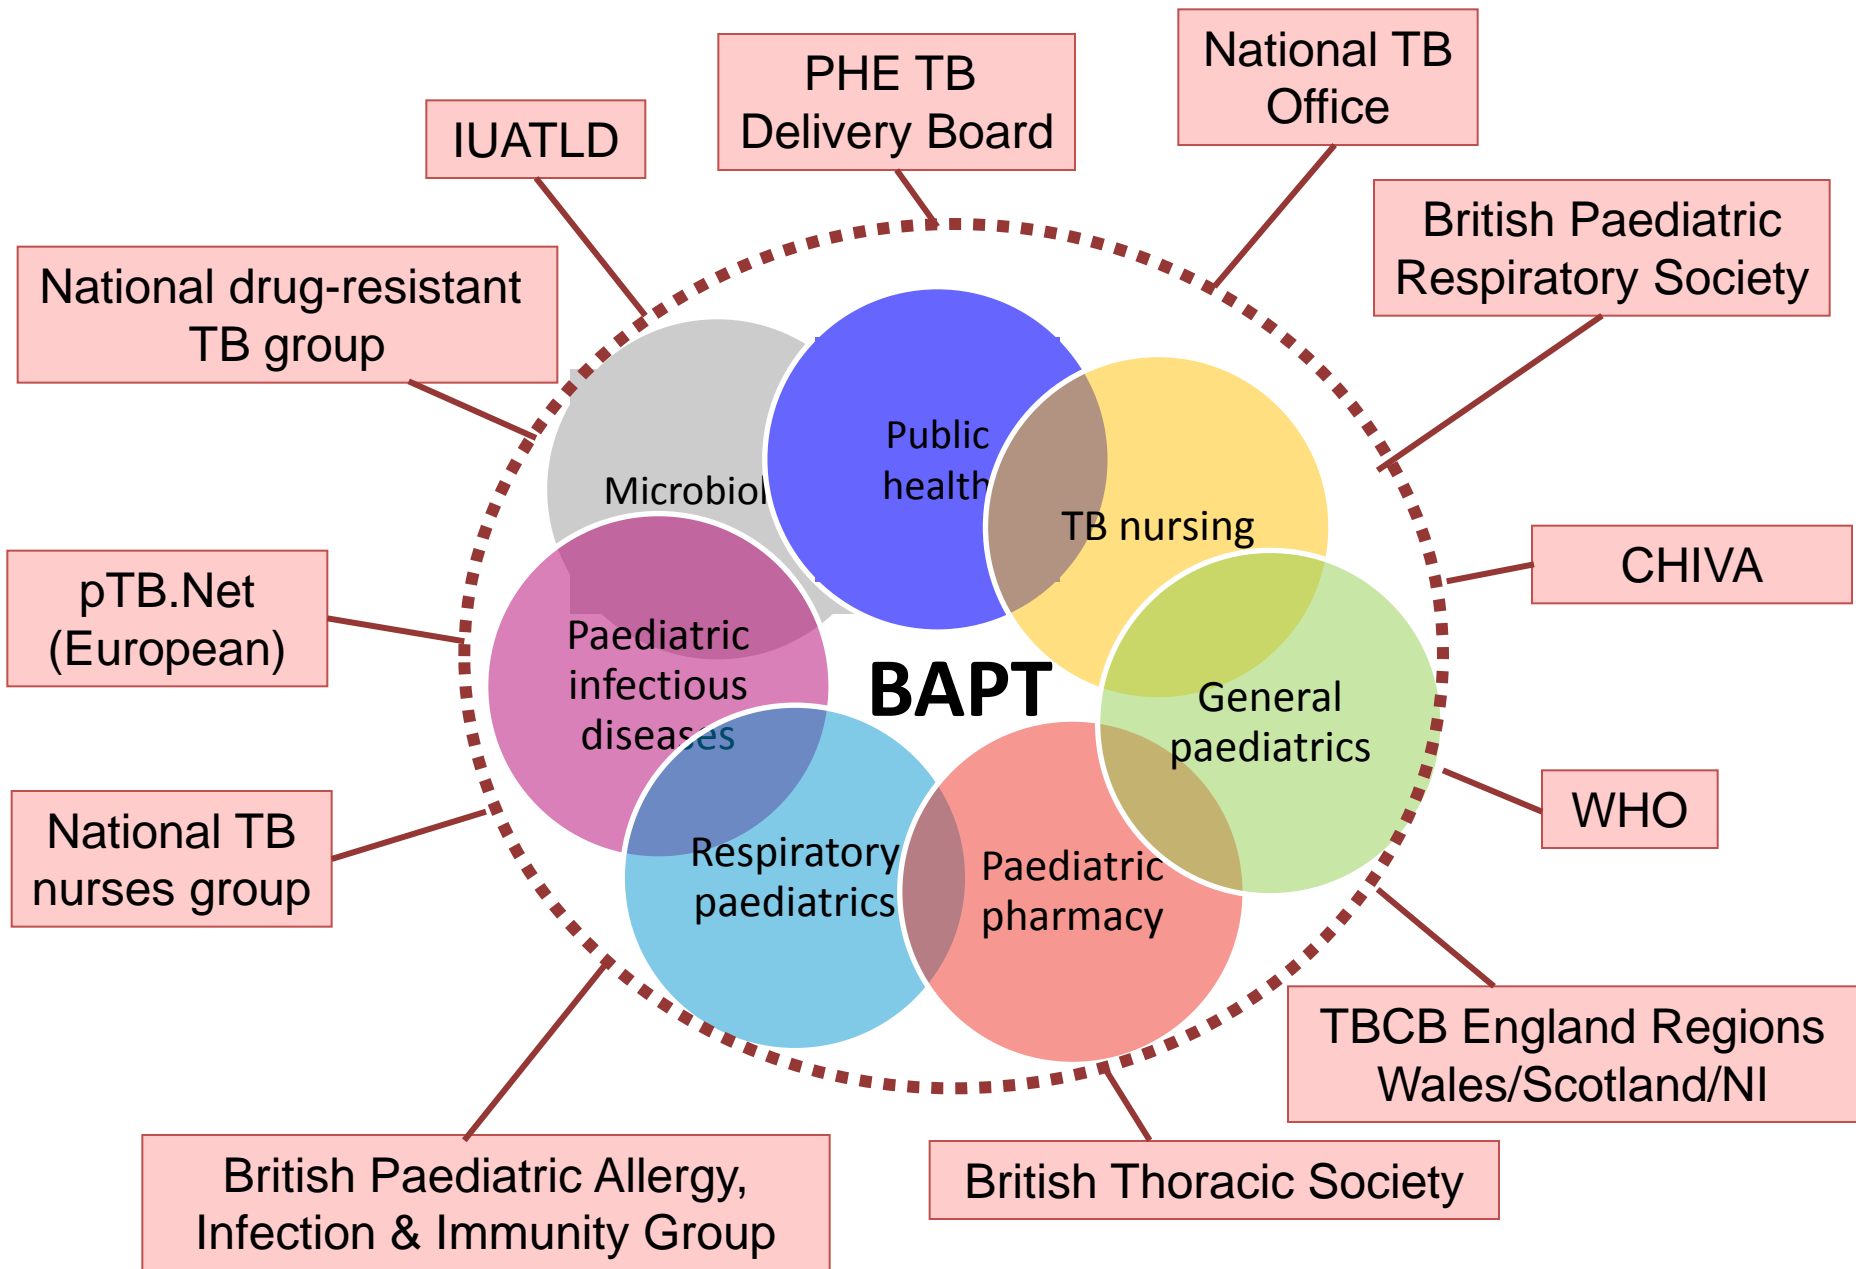 PHE TB
Delivery Board
National TB
Office
IUATLD
British Paediatric
Respiratory Society
National drug-resistant
TB group
Public
health
Microbiol
TB nursing
CHIVA
pTB.Net
(European)
Paediatric
infectious
diseases
BAPT
General
paediatrics
WHO
National TB
nurses group
Respiratory
paediatrics
Paediatric
pharmacy
TBCB England Regions
Wales/Scotland/NI
British Paediatric Allergy,
Infection & Immunity Group
British Thoracic Society